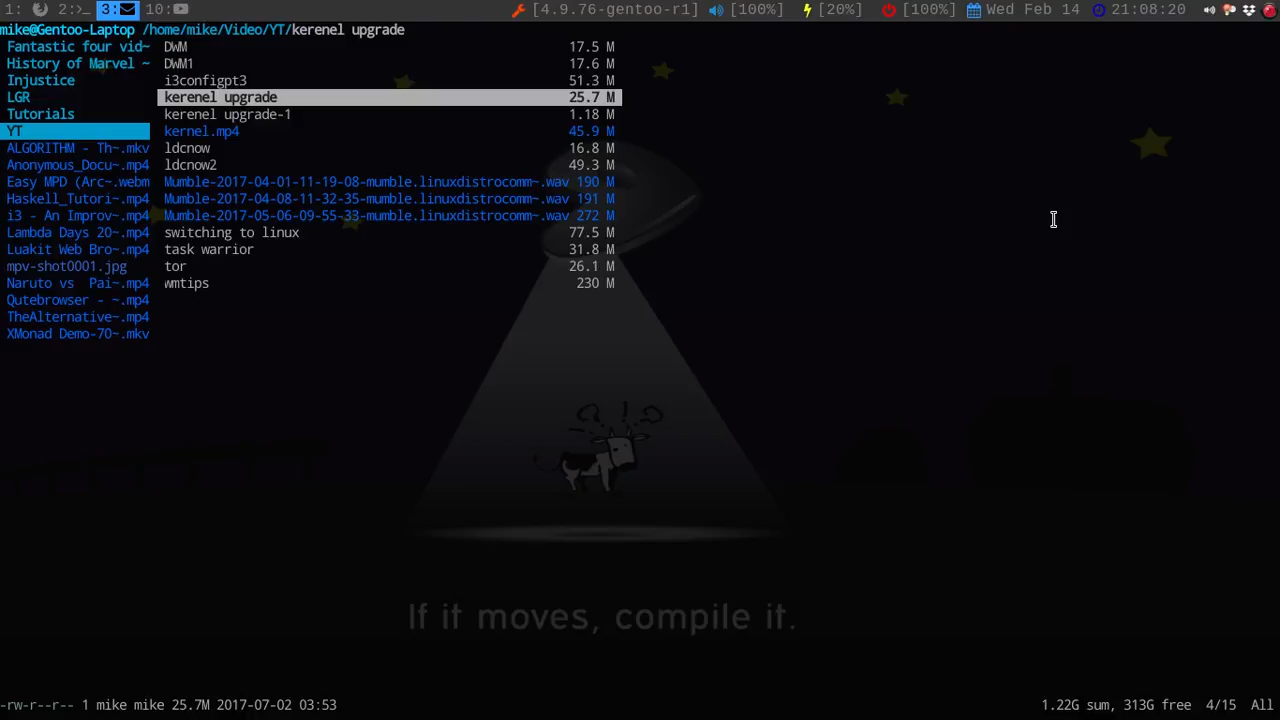 1: 2:>_ 3: 10: [4.9.76-gentoo-r1] [100%] [20%] [100%] Wed Feb 14 21:08:20
mike@Gentoo-Laptop /home/mike/Video/YT/kerenel upgrade
Fantastic four vid~ DWM 17.5 M
History of Marvel ~ DWM1 17.6 M
Injustice i3configpt3 51.3 M
LGR kerenel upgrade 25.7 M
Tutorials kerenel upgrade-1 1.18 M
YT kernel.mp4 45.9 M
ALGORITHM - Th~.mkv ldcnow 16.8 M
Anonymous_Docu~.mp4 ldcnow2 49.3 M
Easy MPD (Arc~.webm Mumble-2017-04-01-11-19-08-mumble.linuxdistrocomm~.wav 190 M
Haskell_Tutori~.mp4 Mumble-2017-04-08-11-32-35-mumble.linuxdistrocomm~.wav 191 M
i3 - An Improv~.mp4 Mumble-2017-05-06-09-55-33-mumble.linuxdistrocomm~.wav 272 M
Lambda Days 20~.mp4 switching to linux 77.5 M
Luakit Web Bro~.mp4 task warrior 31.8 M
mpv-shot0001.jpg tor 26.1 M
Naruto vs  Pai~.mp4 wmtips 230 M
Qutebrowser - ~.mp4
TheAlternative~.mp4
XMonad Demo-70~.mkv
If it moves, compile it.
-rw-r--r-- 1 mike mike 25.7M 2017-07-02 03:53 1.22G sum, 313G free 4/15 All